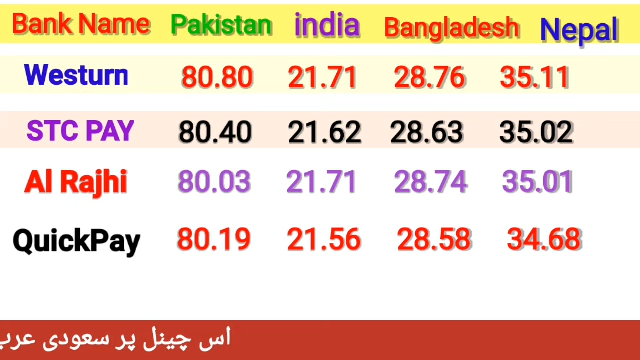 Bank Name Pakistan india Bangladesh Nepal
Westurn 80.80 21.71 28.76 35.11
STC PAY 80.40 21.62 28.63 35.02
Al Rajhi 80.03 21.71 28.74 35.01
QuickPay 80.19 21.56 28.58 34.68
اس چینل پر سعودی عرب